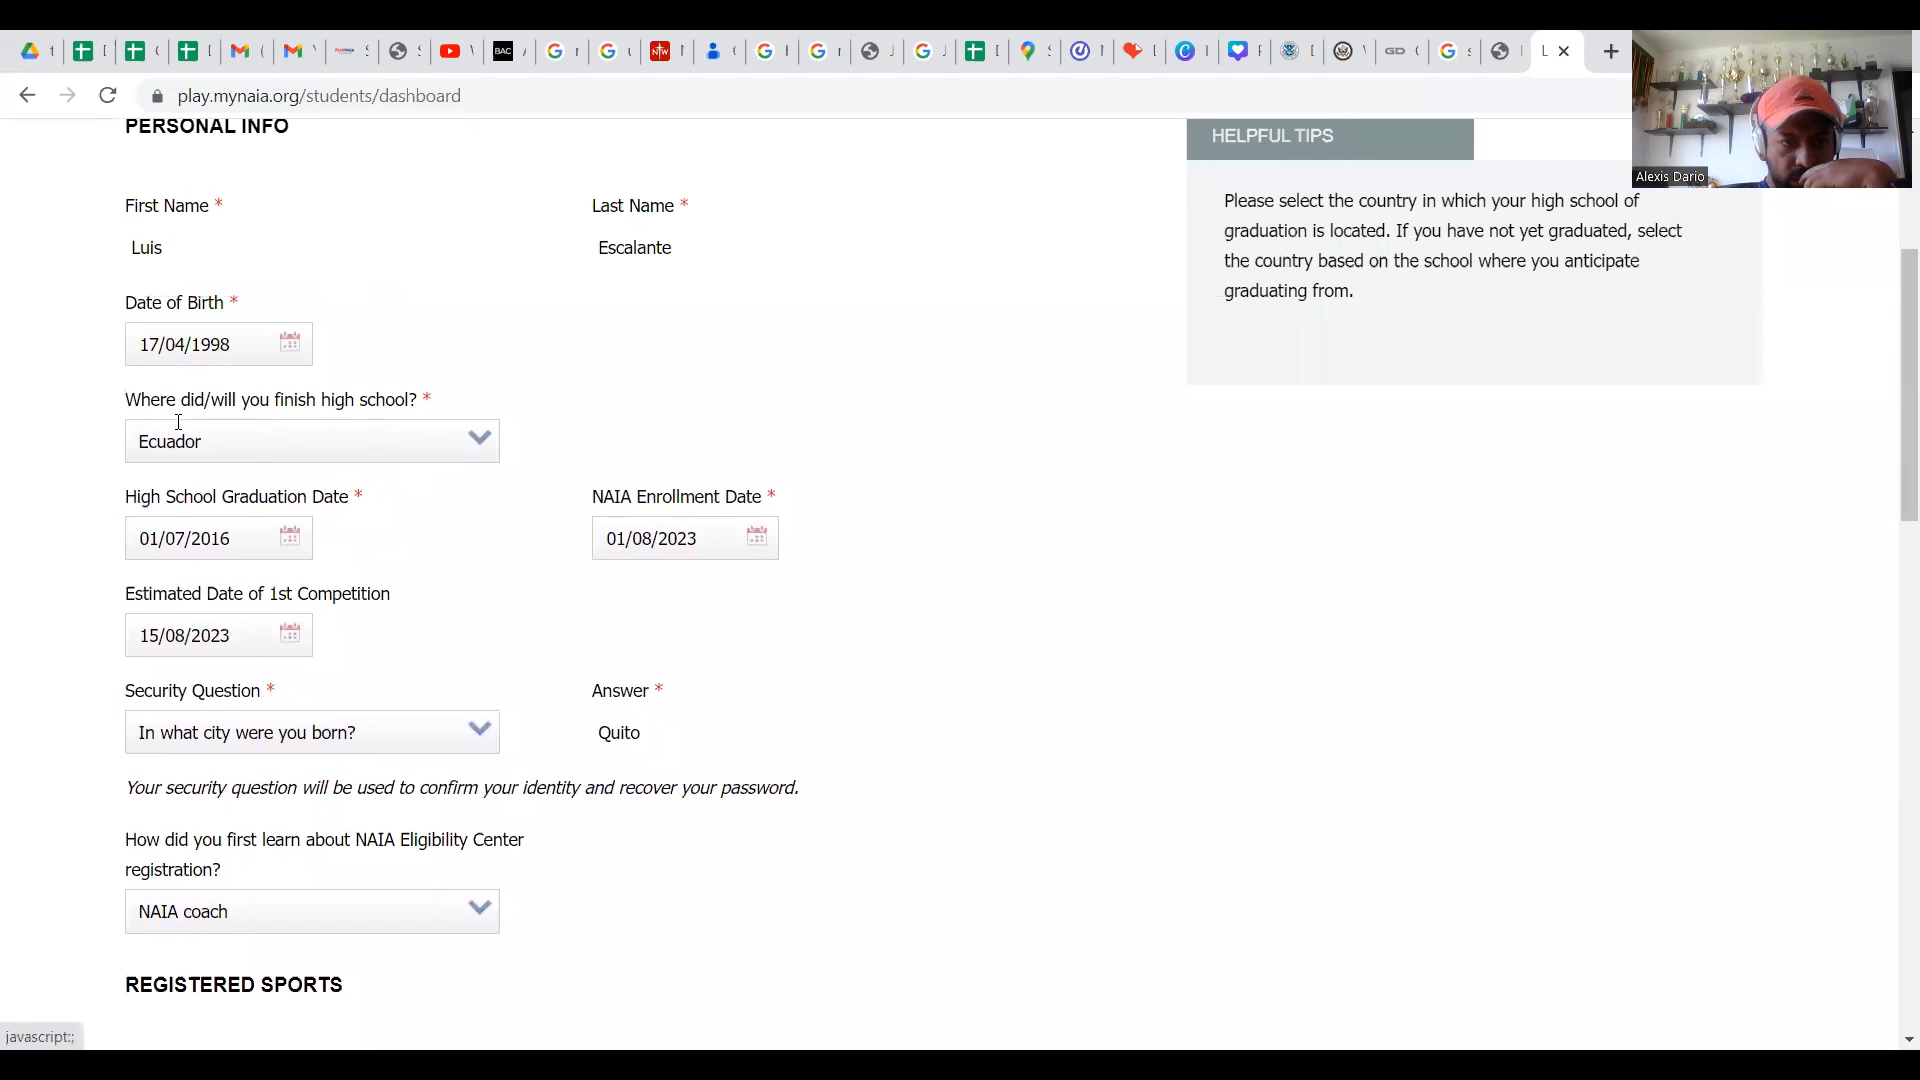 play.mynaia.org/students/dashboard
Alexis Dario
PERSONAL INFO
First Name *
Last Name *
Luis
Escalante
Date of Birth *
17/04/1998
Where did/will you finish high school? *
Ecuador
High School Graduation Date *
NAIA Enrollment Date *
01/07/2016
01/08/2023
Estimated Date of 1st Competition
15/08/2023
Security Question *
Answer *
In what city were you born?
Quito
Your security question will be used to confirm your identity and recover your password.
How did you first learn about NAIA Eligibility Center
registration?
NAIA coach
REGISTERED SPORTS
HELPFUL TIPS
Please select the country in which your high school of
graduation is located. If you have not yet graduated, select
the country based on the school where you anticipate
graduating from.
javascript:;